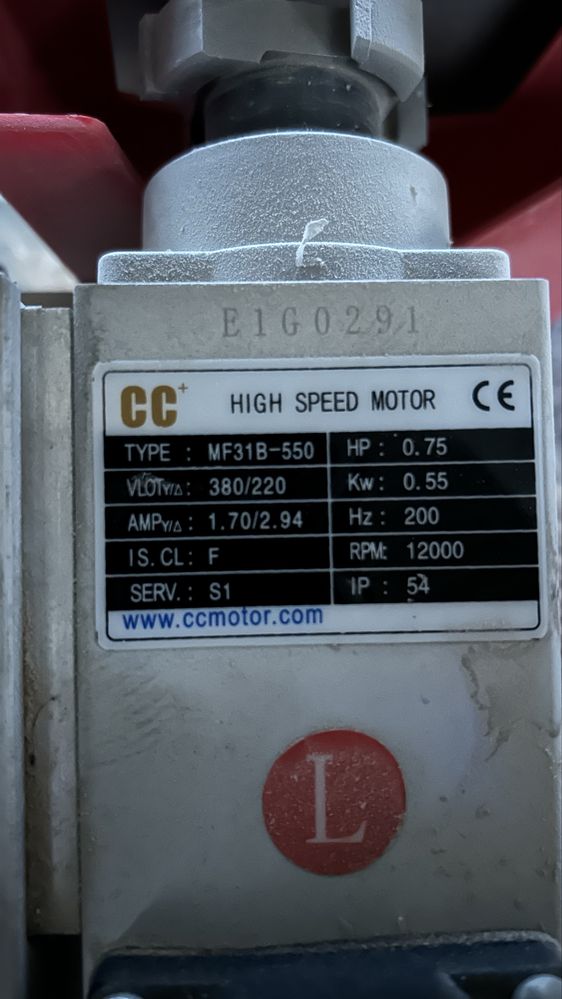 E1G0291
CC+ HIGH SPEED MOTOR CE
TYPE : MF31B-550 HP : 0.75
VLOTY/△ : 380/220 Kw : 0.55
AMPY/△ : 1.70/2.94 Hz : 200
IS.CL : F RPM: 12000
SERV. : S1 IP : 54
www.ccmotor.com
L